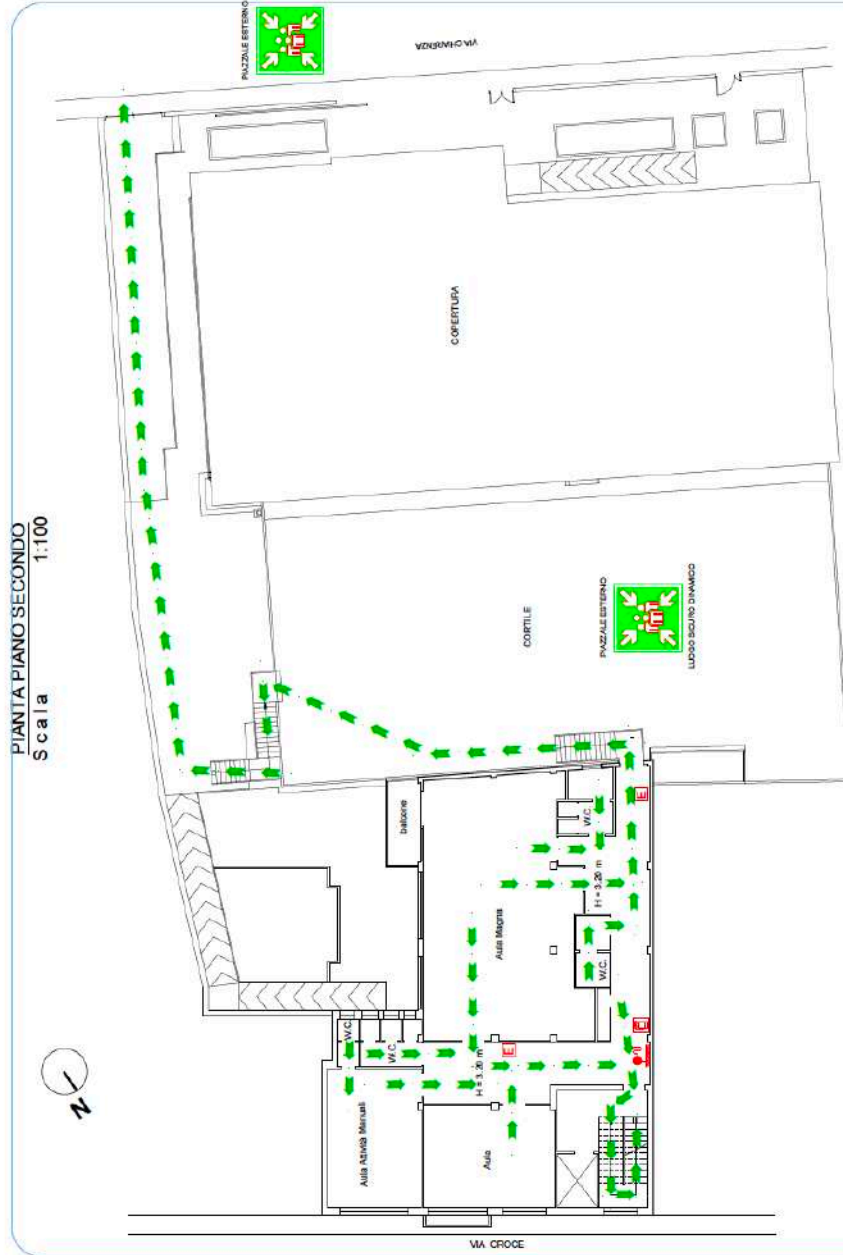 PIANTA PIANO SECONDO
Scala 1:100
PIAZZALE ESTERNO
VIA CHIARENZA
COPERTURA
CORTILE
PIAZZALE ESTERNO
LUOGO SICURO DINAMICO
balcone
W.C.
Aula Magna
H = 3.20 m
W.C.
W.C.
W.C.
H = 3.20 m
E
E
E
Aula Attività Manuali
Aula
N
VIA CROCE